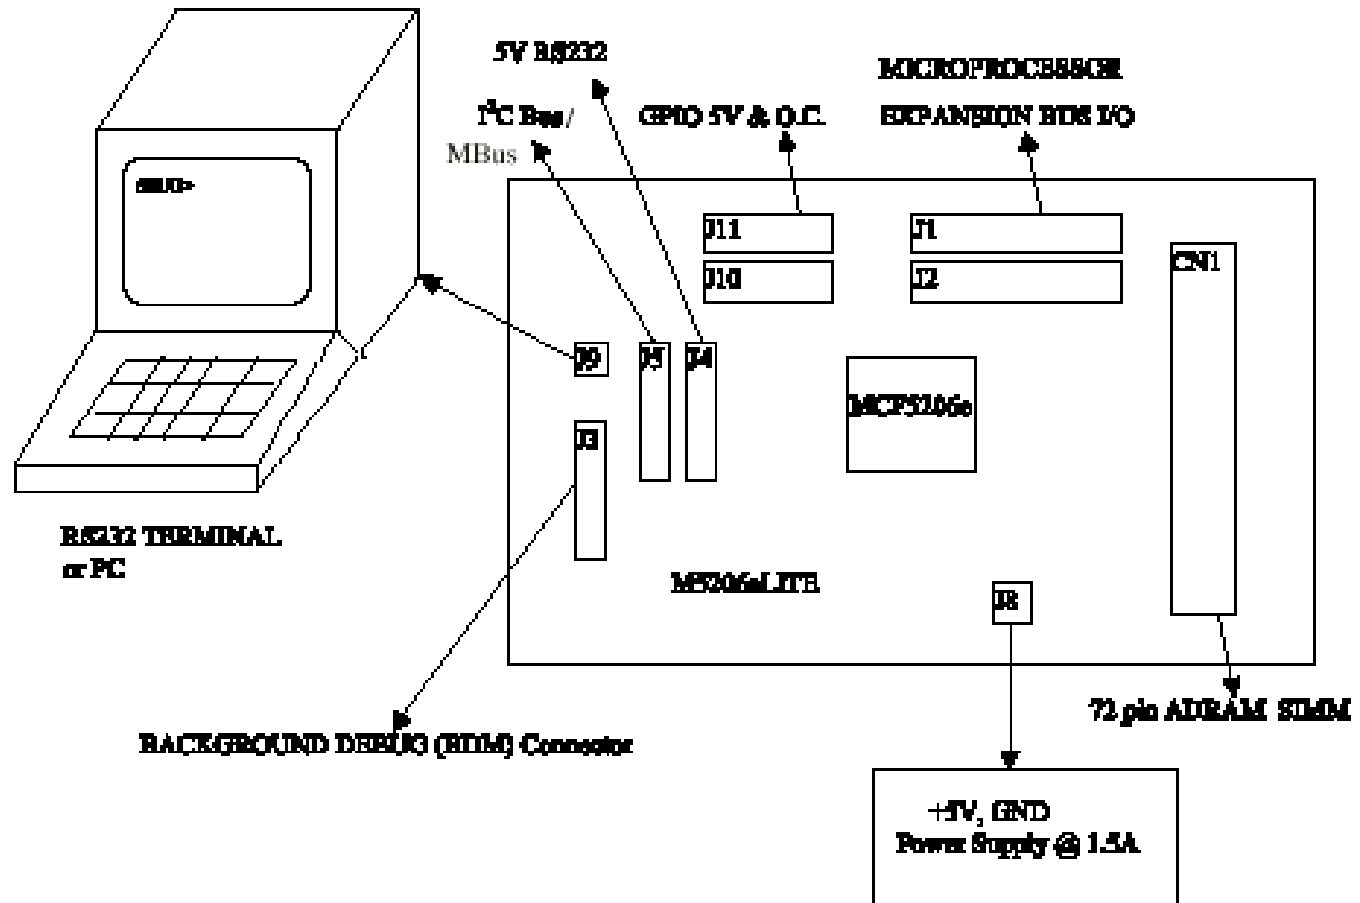 5V RS232
MICROPROCESSOR
I²C Bus/
GPIO 5V & O.C.
EXPANSION BUS I/O
MBus
J11
J1
J10
J2
CN1
J9
J5
J4
MCF5206e
J3
RS232 TERMINAL
or PC
M5206eLITE
J8
72 pin ADRAM SIMM
BACKGROUND DEBUG (BDM) Connector
+5V, GND
Power Supply @ 1.5A